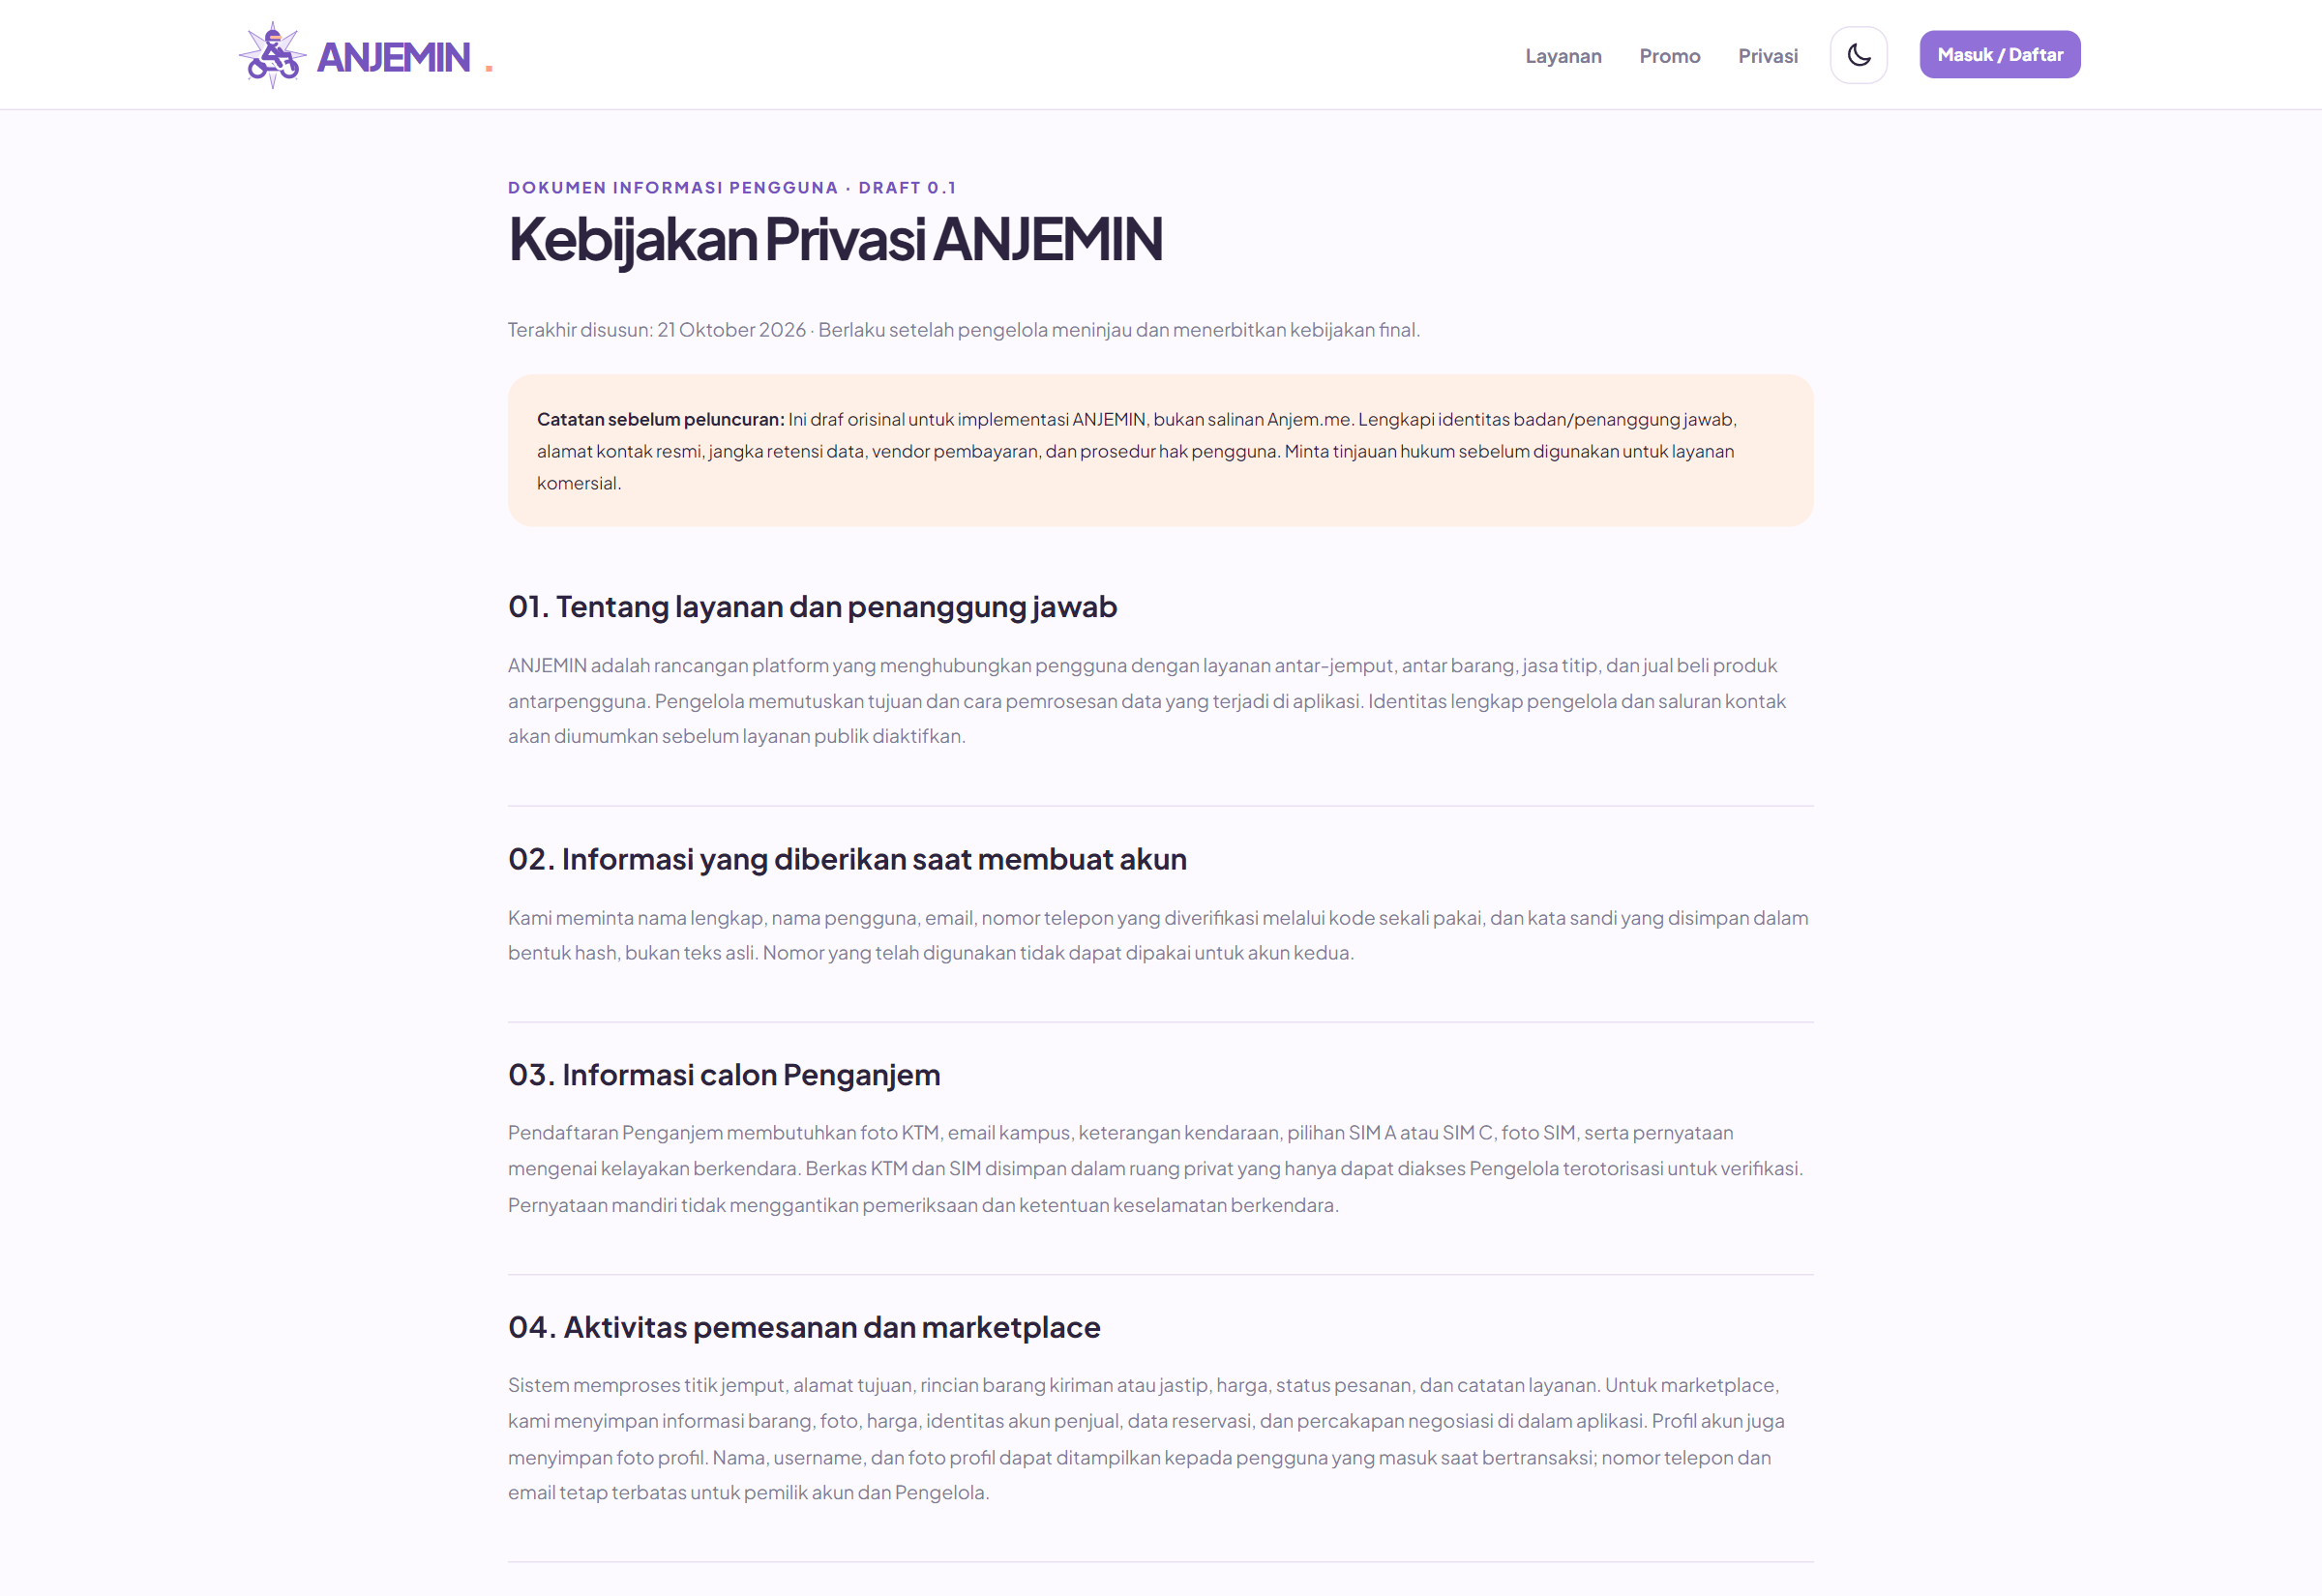 ANJEMIN .
Layanan
Promo
Privasi
Masuk / Daftar
DOKUMEN INFORMASI PENGGUNA · DRAFT 0.1
Kebijakan Privasi ANJEMIN
Terakhir disusun: 21 Oktober 2026 · Berlaku setelah pengelola meninjau dan menerbitkan kebijakan final.
Catatan sebelum peluncuran: Ini draf orisinal untuk implementasi ANJEMIN, bukan salinan Anjem.me. Lengkapi identitas badan/penanggung jawab,
alamat kontak resmi, jangka retensi data, vendor pembayaran, dan prosedur hak pengguna. Minta tinjauan hukum sebelum digunakan untuk layanan
komersial.
01. Tentang layanan dan penanggung jawab
ANJEMIN adalah rancangan platform yang menghubungkan pengguna dengan layanan antar-jemput, antar barang, jasa titip, dan jual beli produk
antarpengguna. Pengelola memutuskan tujuan dan cara pemrosesan data yang terjadi di aplikasi. Identitas lengkap pengelola dan saluran kontak
akan diumumkan sebelum layanan publik diaktifkan.
02. Informasi yang diberikan saat membuat akun
Kami meminta nama lengkap, nama pengguna, email, nomor telepon yang diverifikasi melalui kode sekali pakai, dan kata sandi yang disimpan dalam
bentuk hash, bukan teks asli. Nomor yang telah digunakan tidak dapat dipakai untuk akun kedua.
03. Informasi calon Penganjem
Pendaftaran Penganjem membutuhkan foto KTM, email kampus, keterangan kendaraan, pilihan SIM A atau SIM C, foto SIM, serta pernyataan
mengenai kelayakan berkendara. Berkas KTM dan SIM disimpan dalam ruang privat yang hanya dapat diakses Pengelola terotorisasi untuk verifikasi.
Pernyataan mandiri tidak menggantikan pemeriksaan dan ketentuan keselamatan berkendara.
04. Aktivitas pemesanan dan marketplace
Sistem memproses titik jemput, alamat tujuan, rincian barang kiriman atau jastip, harga, status pesanan, dan catatan layanan. Untuk marketplace,
kami menyimpan informasi barang, foto, harga, identitas akun penjual, data reservasi, dan percakapan negosiasi di dalam aplikasi. Profil akun juga
menyimpan foto profil. Nama, username, dan foto profil dapat ditampilkan kepada pengguna yang masuk saat bertransaksi; nomor telepon dan
email tetap terbatas untuk pemilik akun dan Pengelola.